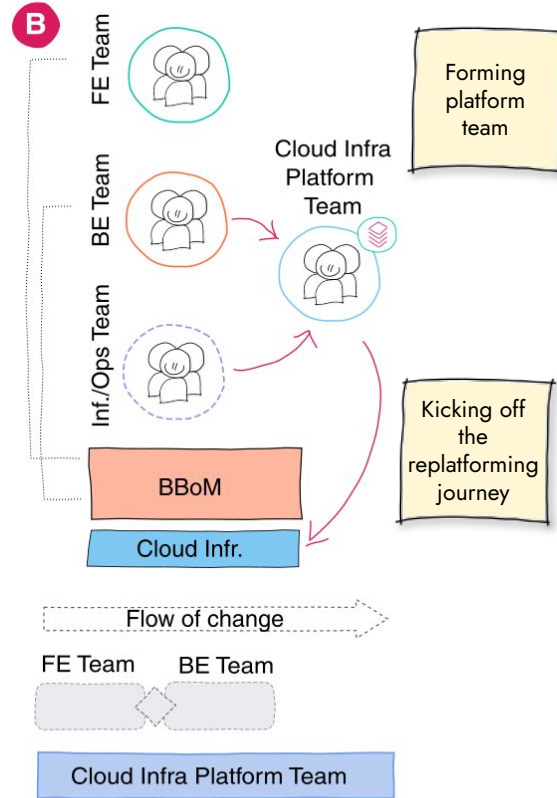 B
FE Team
Forming
platform
team
BE Team
Cloud Infra
Platform
Team
Inf./Ops Team
Kicking off
the
replatforming
journey
BBoM
Cloud Infr.
Flow of change
FE Team
BE Team
Cloud Infra Platform Team